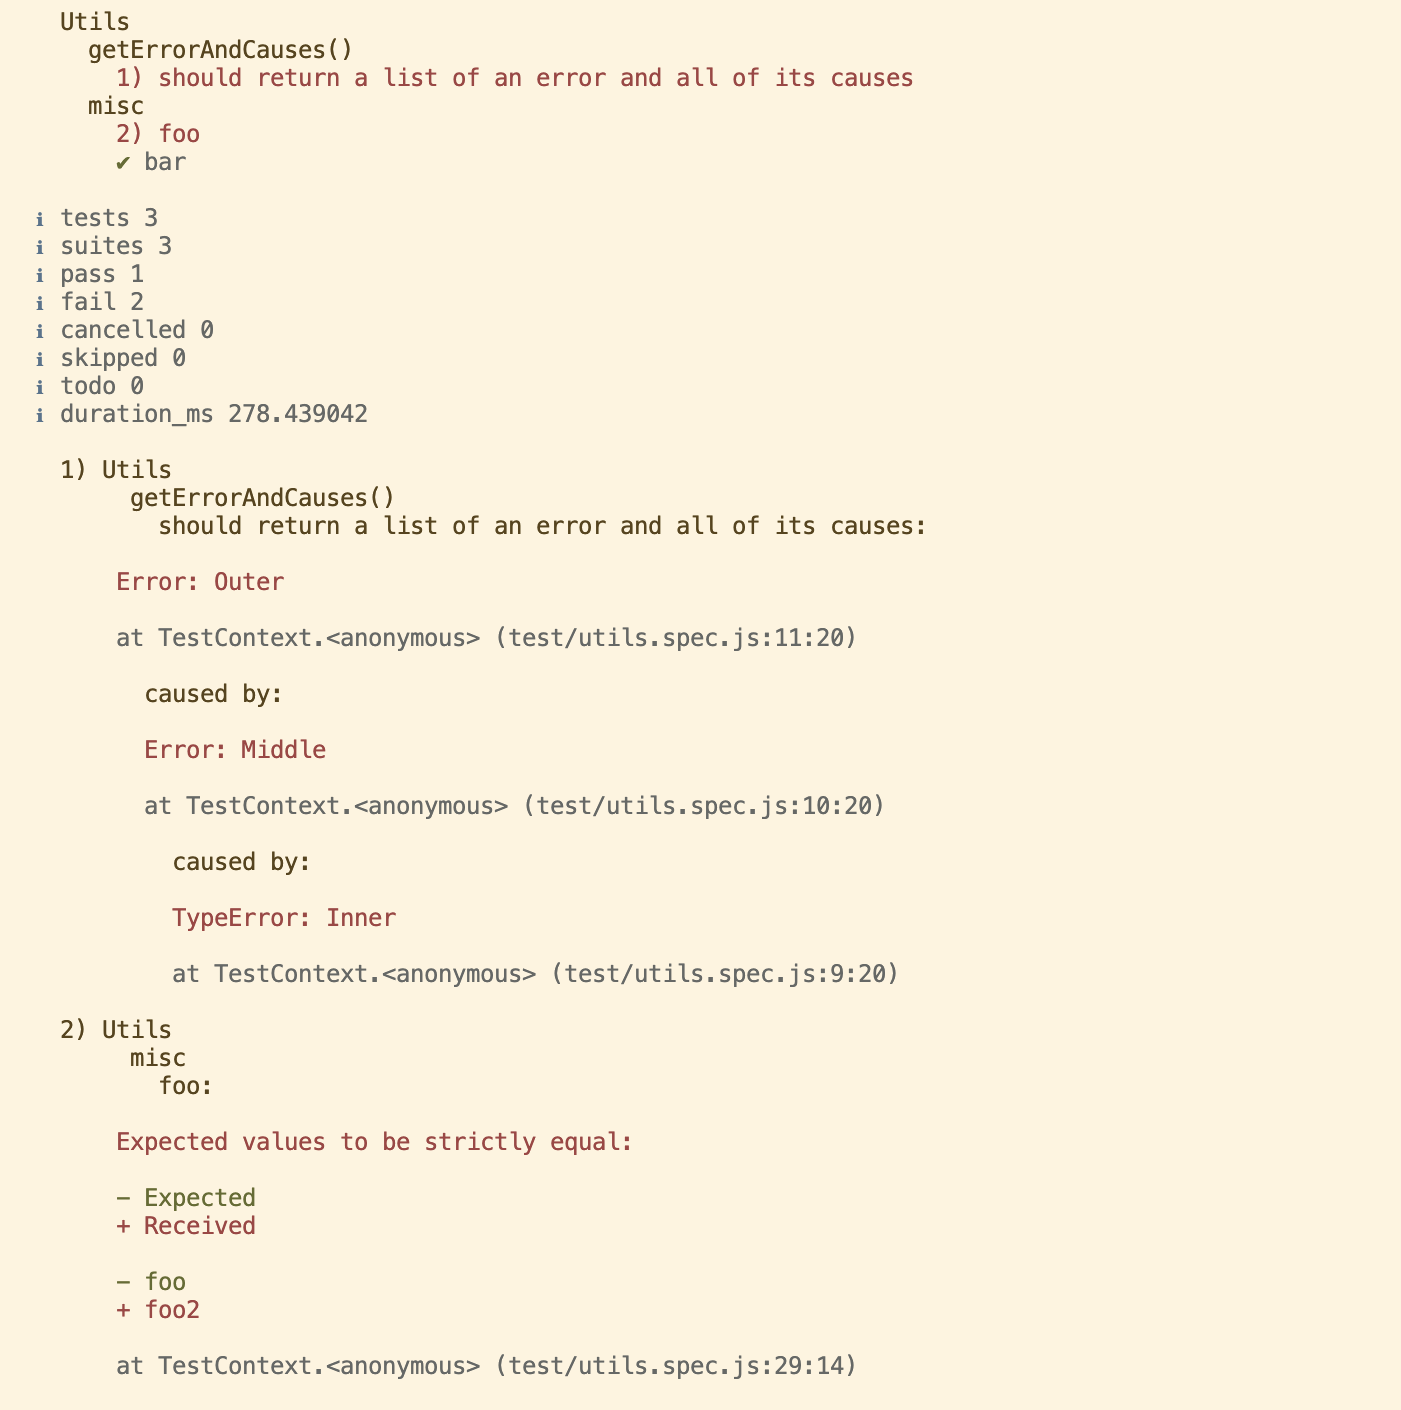 Utils
getErrorAndCauses()
1) should return a list of an error and all of its causes
misc
2) foo
✔ bar
ℹ tests 3
ℹ suites 3
ℹ pass 1
ℹ fail 2
ℹ cancelled 0
ℹ skipped 0
ℹ todo 0
ℹ duration_ms 278.439042
1) Utils
getErrorAndCauses()
should return a list of an error and all of its causes:
Error: Outer
at TestContext.<anonymous> (test/utils.spec.js:11:20)
caused by:
Error: Middle
at TestContext.<anonymous> (test/utils.spec.js:10:20)
caused by:
TypeError: Inner
at TestContext.<anonymous> (test/utils.spec.js:9:20)
2) Utils
misc
foo:
Expected values to be strictly equal:
- Expected
+ Received
- foo
+ foo2
at TestContext.<anonymous> (test/utils.spec.js:29:14)